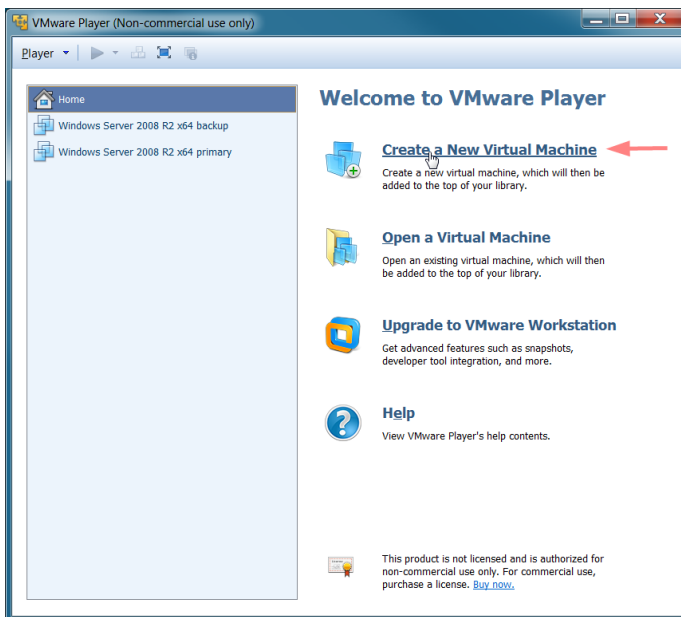 VMware Player (Non-commercial use only)
Player
Home
Windows Server 2008 R2 x64 backup
Windows Server 2008 R2 x64 primary
Welcome to VMware Player
Create a New Virtual Machine
Create a new virtual machine, which will then be
added to the top of your library.
Open a Virtual Machine
Open an existing virtual machine, which will then
be added to the top of your library.
Upgrade to VMware Workstation
Get advanced features such as snapshots,
developer tool integration, and more.
Help
View VMware Player's help contents.
This product is not licensed and is authorized for
non-commercial use only. For commercial use,
purchase a license. Buy now.